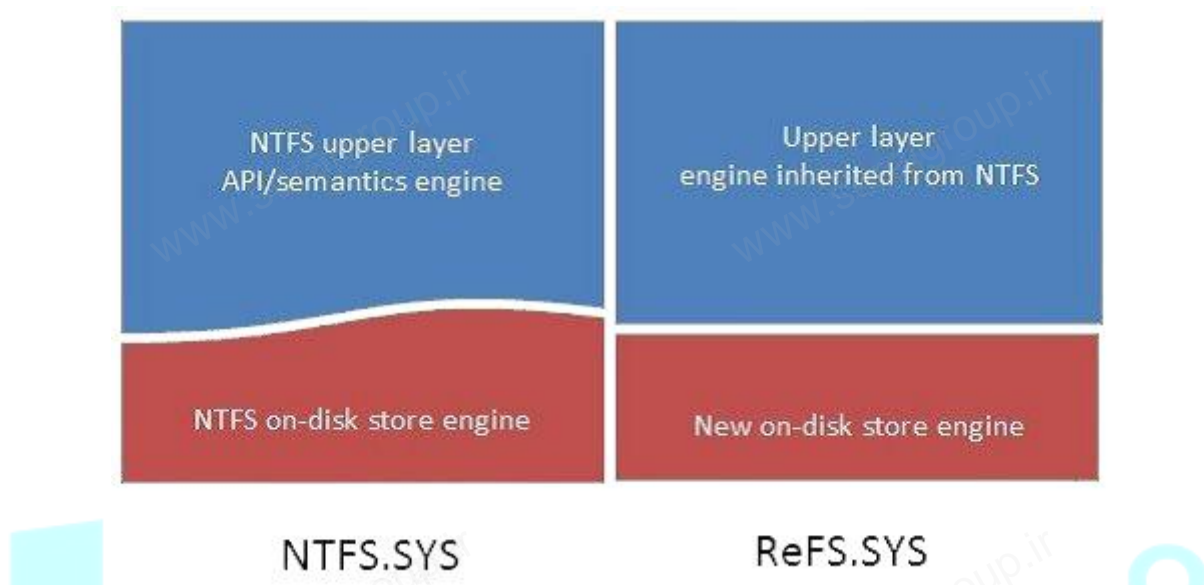 NTFS upper layer
API/semantics engine
NTFS on-disk store engine
NTFS.SYS
Upper layer
engine inherited from NTFS
New on-disk store engine
ReFS.SYS